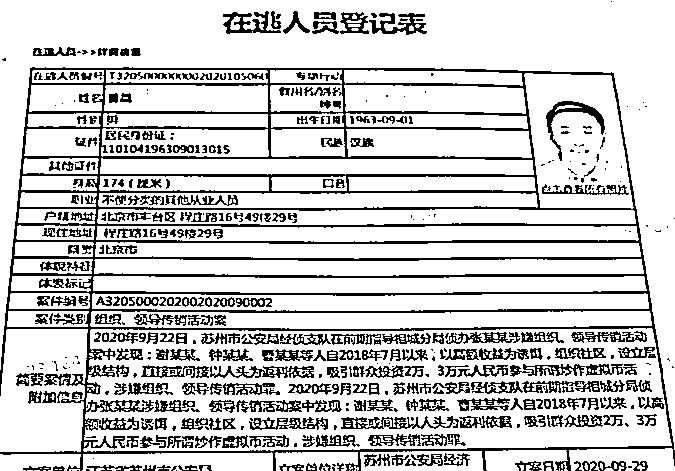 在逃人员登记表
在逃人员->>详细信息
在逃人员编号 T3205000000002020105060 专项行动
姓名
性别 男 出生日期 1963-09-01
证件 居民身份证:
110104196309013015 民族 汉族
其他证件
身高 174(厘米) 口音
职业 不便分类的其他从业人员
户籍地址 北京市丰台区 程庄路16号49楼29号
现住地址 程庄路16号49楼29号
籍贯 北京市
体貌特征
体表标记
案件编号 A3205000202002020090002
案件类别 组织、领导传销活动案
简要案情及附加信息
2020年9月22日,苏州市公安局经侦支队在前期指导相城分局侦办张某某涉嫌组织、领导传销活动
案中发现:谢某某、钟某某、曹某某等人自2018年7月以来,以高额收益为诱饵,组织社区,设立层
级结构,直接或间接以人头为返利依据,吸引群众投资2万、3万元人民币参与所谓炒作虚拟币活
动,涉嫌组织、领导传销活动罪。2020年9月22日,苏州市公安局经侦支队在前期指导相城分局侦
办张某某涉嫌组织、领导传销活动案中发现:谢某某、钟某某、曹某某等人自2018年7月以来,以高
额收益为诱饵,组织社区,设立层级结构,直接或间接以人头为返利依据,吸引群众投资2万、3万
元人民币参与所谓炒作虚拟币活动,涉嫌组织、领导传销活动罪。
立案单位 江苏省苏州市公安局 立案单位详 苏州市公安局经济 立案日期 2020-09-29